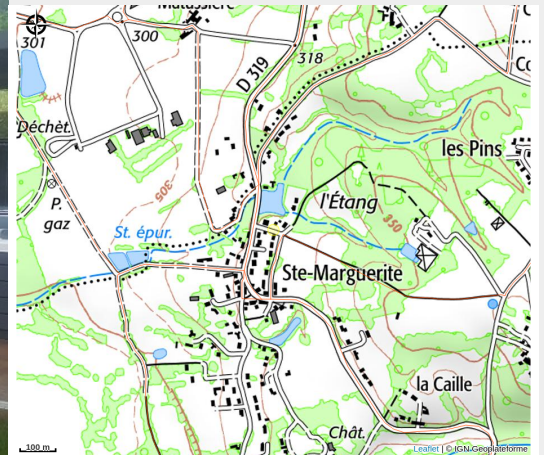 301
300
318
D 319
Déchèt.
les Pins
305
P.
gaz
St. épur.
l'Étang
350
Ste-Marguerite
la Caille
Chât.
100 m
Leaflet | © IGN-Geoplateforme